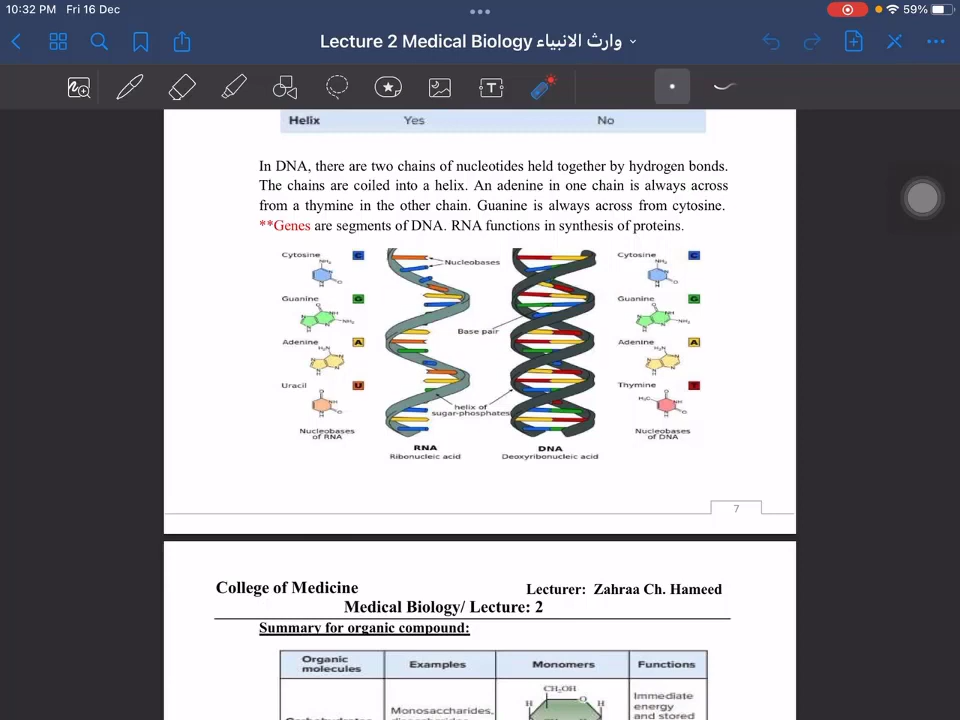 10:32 PM Fri 16 Dec
59%
Lecture 2 Medical Biology وارث الانبياء
Helix Yes No
In DNA, there are two chains of nucleotides held together by hydrogen bonds.
The chains are coiled into a helix. An adenine in one chain is always across
from a thymine in the other chain. Guanine is always across from cytosine.
**Genes are segments of DNA. RNA functions in synthesis of proteins.
Cytosine C
Nucleobases
Cytosine C
Guanine G
Guanine G
Base pair
Adenine A
Adenine A
Uracil U
Thymine T
helix of
sugar-phosphates
Nucleobases
of RNA
Nucleobases
of DNA
RNA
Ribonucleic acid
DNA
Deoxyribonucleic acid
7
College of Medicine Lecturer: Zahraa Ch. Hameed
Medical Biology/ Lecture: 2
Summary for organic compound:
Organic
molecules
Examples
Monomers
Functions
CH₂OH
H O H
Monosaccharides,
Immediate
energy
and stored